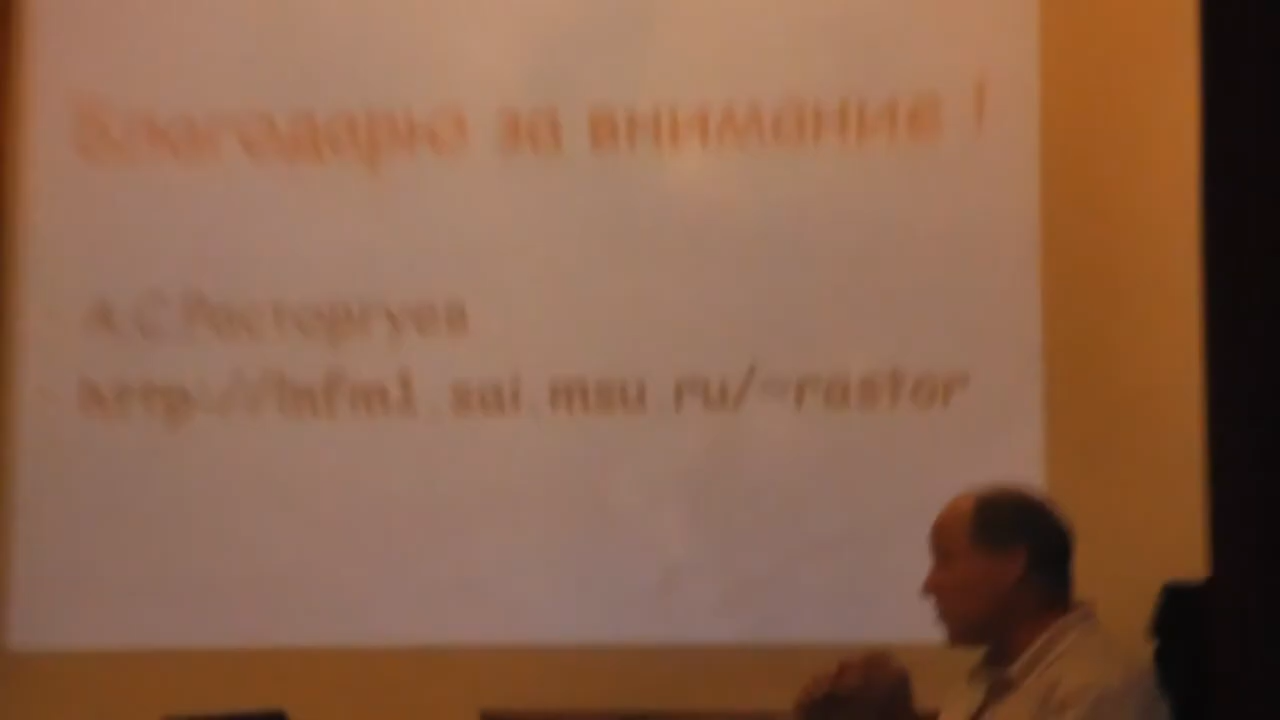 Благодарю за внимание !
А.С.Расторгуев
http://lnfm1.sai.msu.ru/~rastor